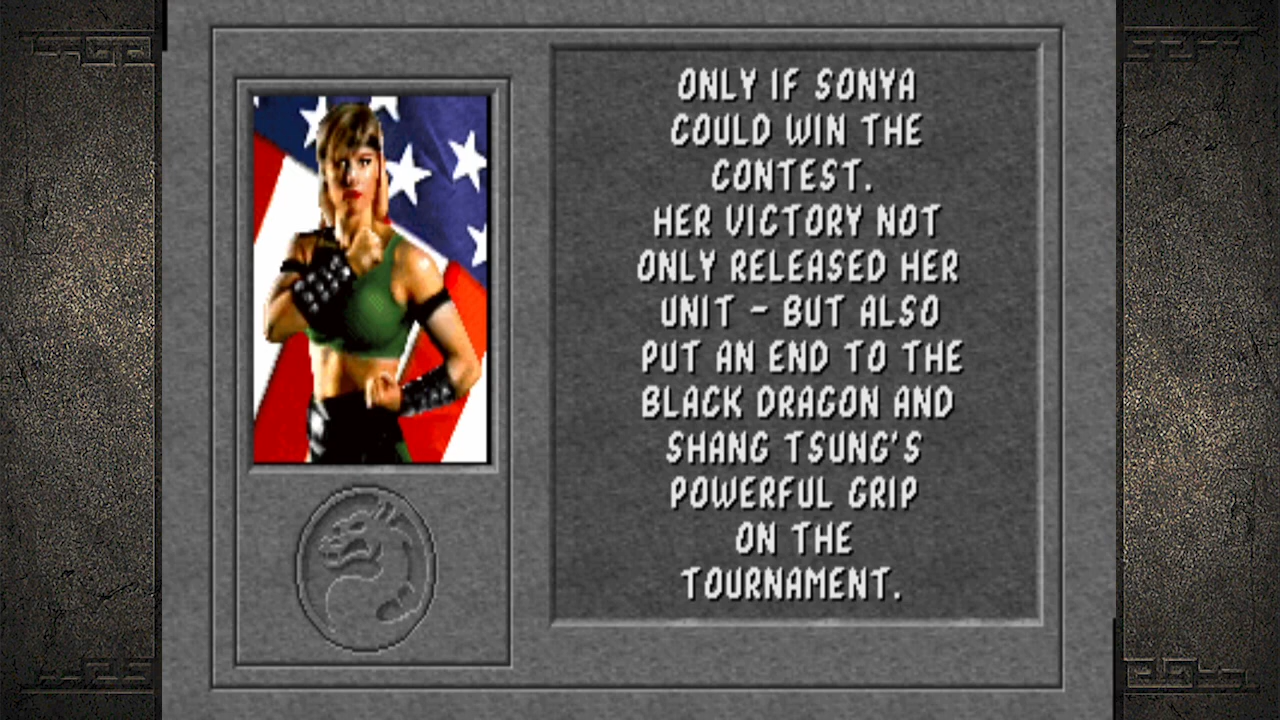 ONLY IF SONYA
COULD WIN THE
CONTEST.
HER VICTORY NOT
ONLY RELEASED HER
UNIT - BUT ALSO
PUT AN END TO THE
BLACK DRAGON AND
SHANG TSUNG'S
POWERFUL GRIP
ON THE
TOURNAMENT.